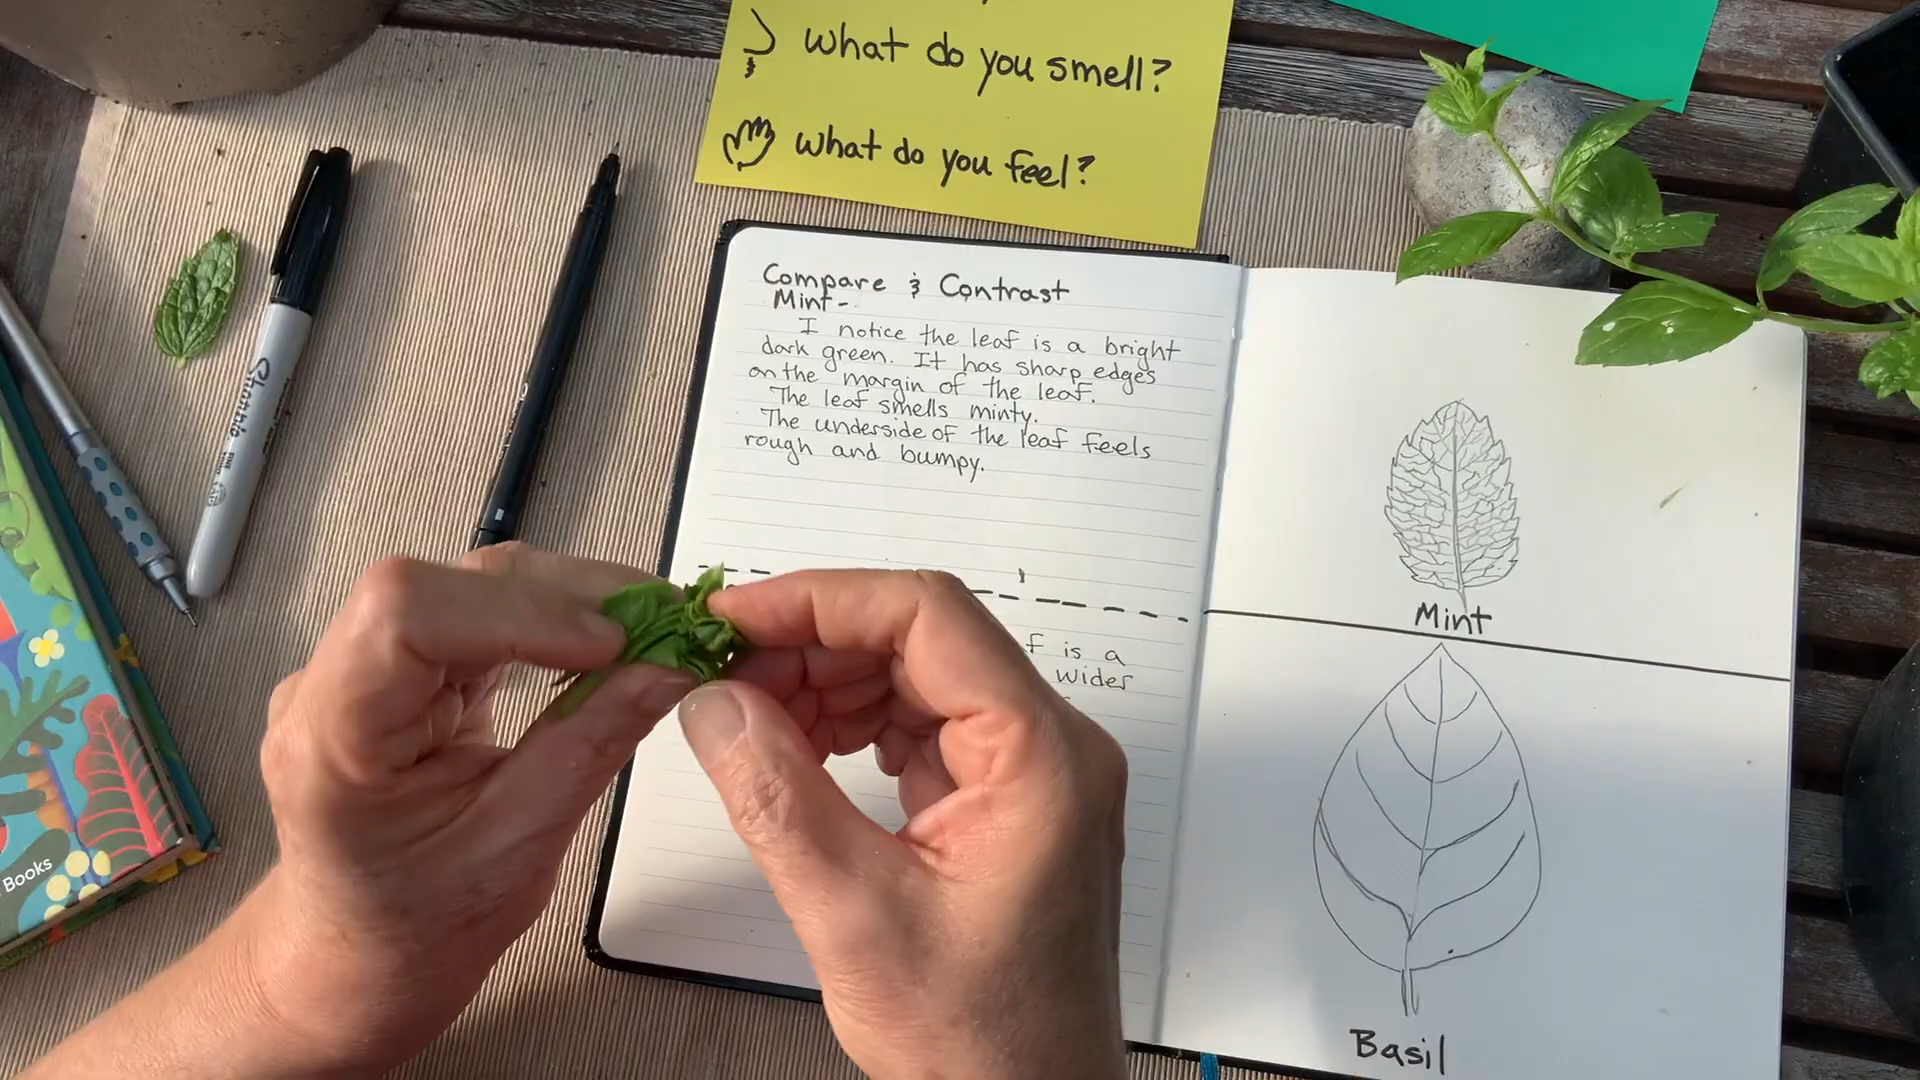 what do you smell?
what do you feel?
Compare & Contrast
Mint-
I notice the leaf is a bright
dark green. It has sharp edges
on the margin of the leaf.
The leaf smells minty.
The underside of the leaf feels
rough and bumpy.
is a
wider
Mint
Basil
Sharpie
Books